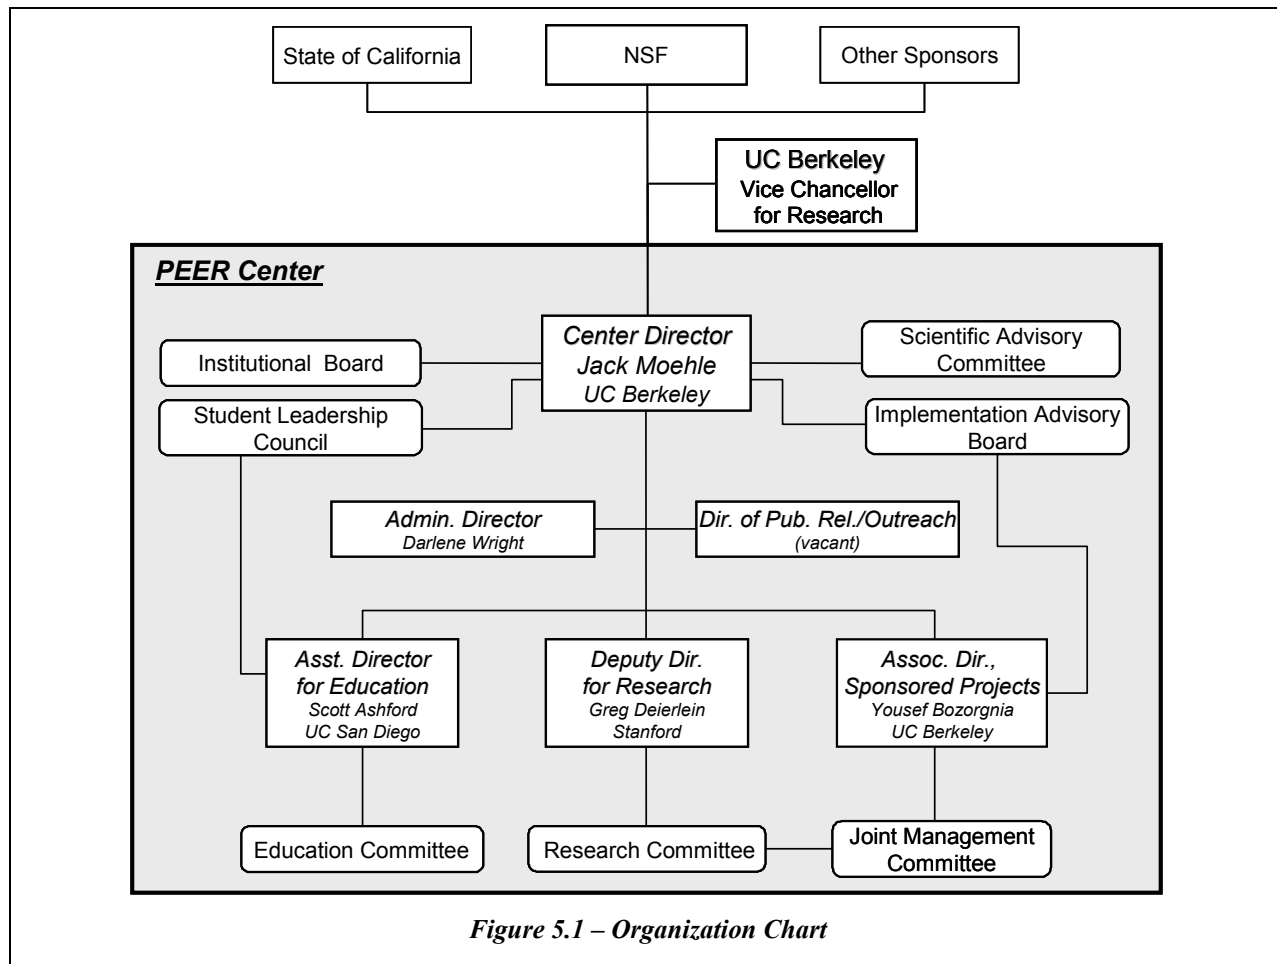 State of California
NSF
Other Sponsors
UC Berkeley
Vice Chancellor
for Research
PEER Center
Center Director
Jack Moehle
UC Berkeley
Institutional Board
Scientific Advisory
Committee
Student Leadership
Council
Implementation Advisory
Board
Admin. Director
Darlene Wright
Dir. of Pub. Rel./Outreach
(vacant)
Asst. Director
for Education
Scott Ashford
UC San Diego
Deputy Dir.
for Research
Greg Deierlein
Stanford
Assoc. Dir.,
Sponsored Projects
Yousef Bozorgnia
UC Berkeley
Education Committee
Research Committee
Joint Management
Committee
Figure 5.1 – Organization Chart